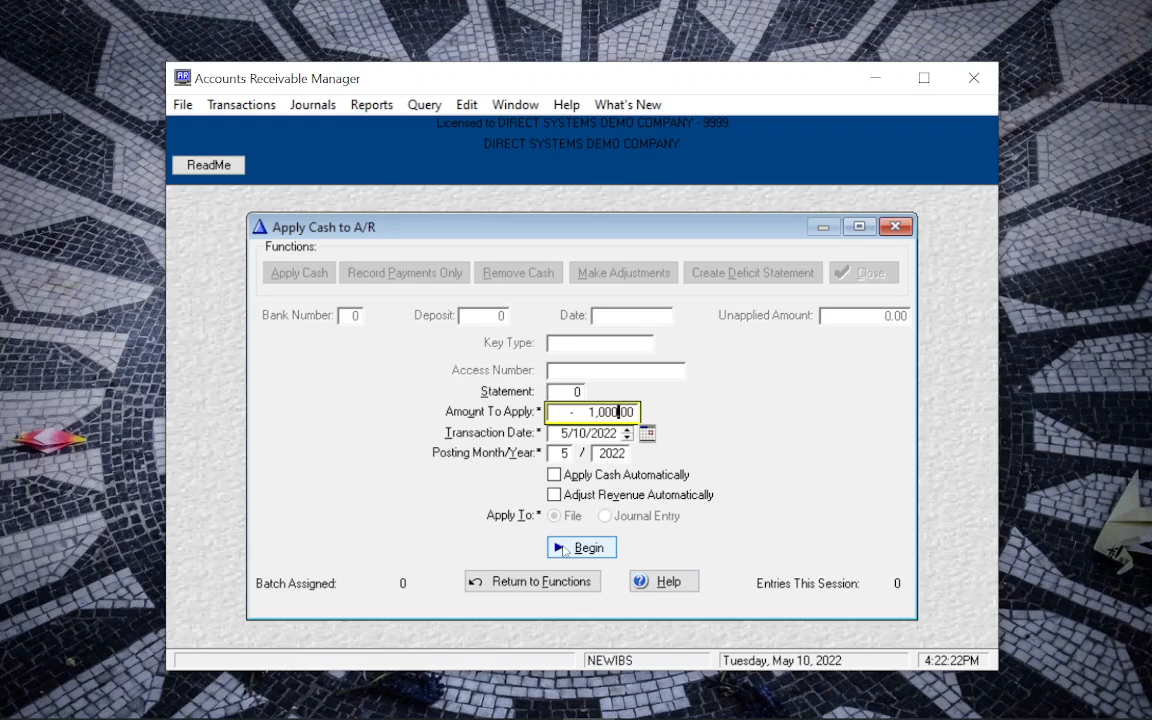 Accounts Receivable Manager
File Transactions Journals Reports Query Edit Window Help What's New
Licensed to DIRECT SYSTEMS DEMO COMPANY - 9999
DIRECT SYSTEMS DEMO COMPANY
ReadMe
Apply Cash to A/R
Functions:
Apply Cash Record Payments Only Remove Cash Make Adjustments Create Deficit Statement Close
Bank Number: 0 Deposit: 0 Date: Unapplied Amount: 0.00
Key Type:
Access Number:
Statement: 0
Amount To Apply:* - 1,000.00
Transaction Date:* 5/10/2022
Posting Month/Year:* 5 / 2022
Apply Cash Automatically
Adjust Revenue Automatically
Apply To:* File Journal Entry
Begin
Batch Assigned: 0 Return to Functions Help Entries This Session: 0
NEWIBS Tuesday, May 10, 2022 4:22:22PM